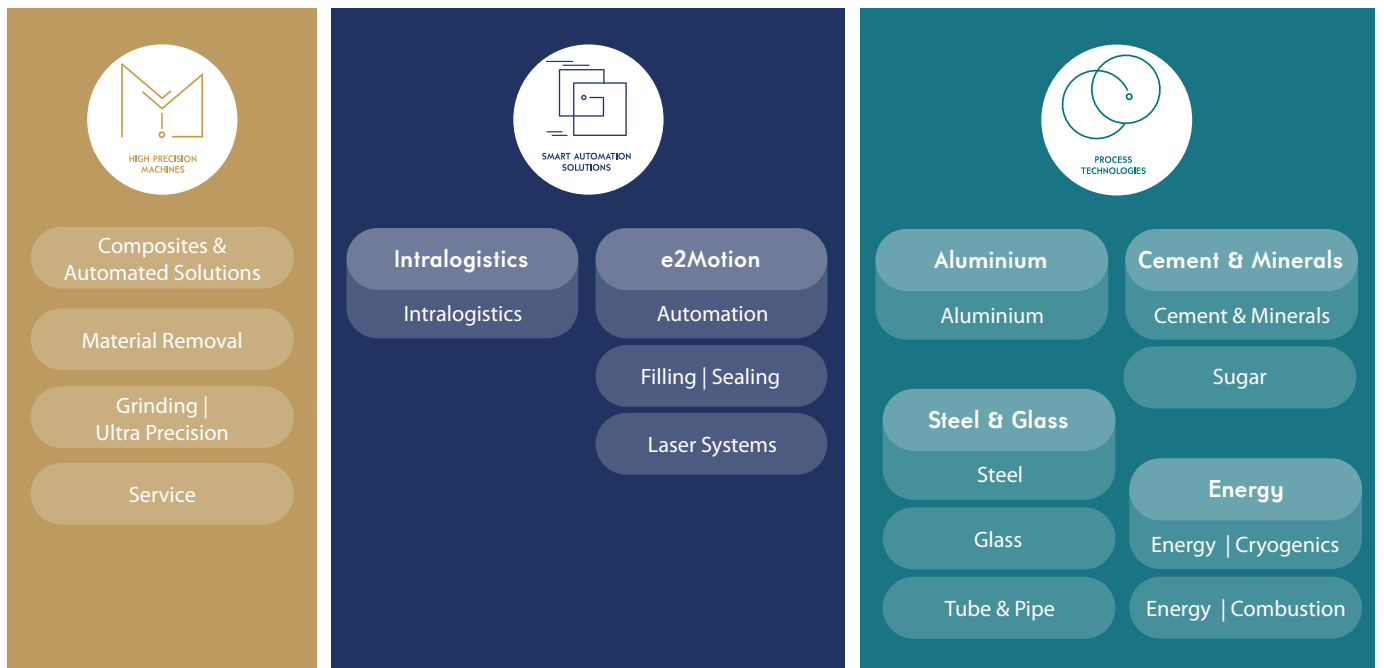 HIGH PRECISION
MACHINES
Composites &
Automated Solutions
Material Removal
Grinding |
Ultra Precision
Service
SMART AUTOMATION
SOLUTIONS
Intralogistics
Intralogistics
e2Motion
Automation
Filling | Sealing
Laser Systems
PROCESS
TECHNOLOGIES
Aluminium
Aluminium
Cement & Minerals
Cement & Minerals
Sugar
Steel & Glass
Steel
Glass
Tube & Pipe
Energy
Energy | Cryogenics
Energy | Combustion